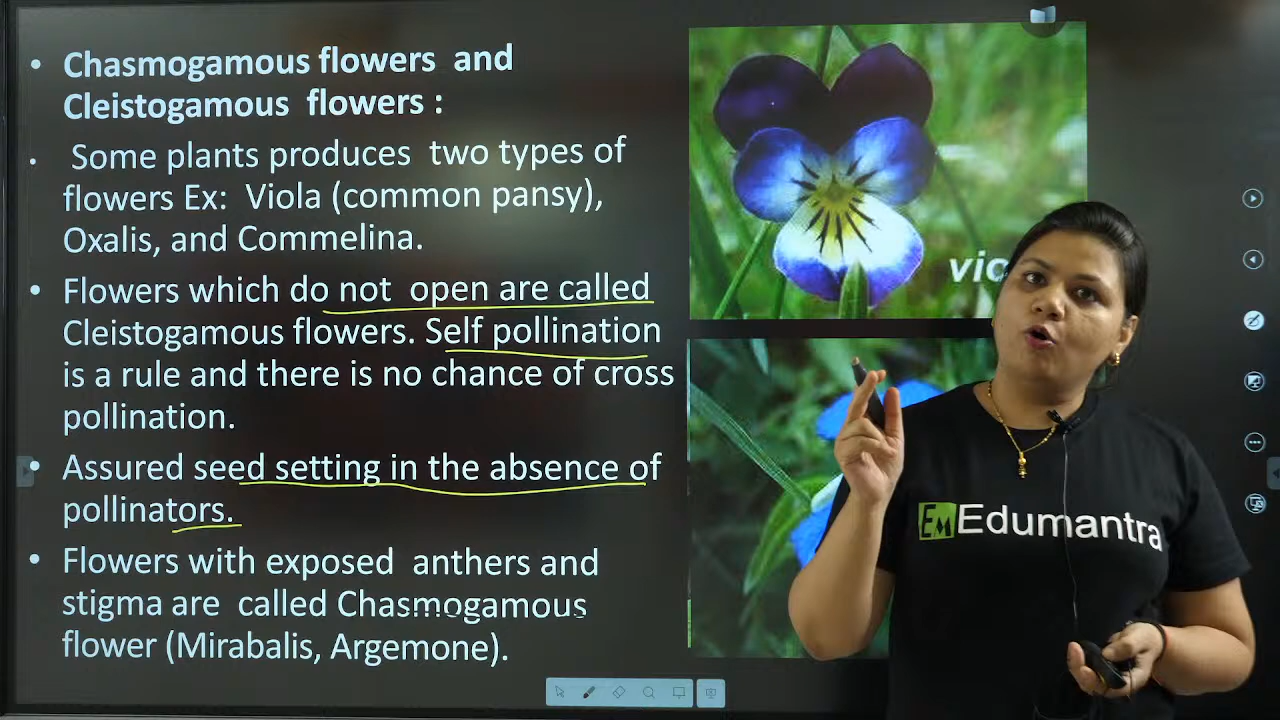 Chasmogamous flowers and
Cleistogamous flowers :
Some plants produces two types of
flowers Ex: Viola (common pansy),
Oxalis, and Commelina.
Flowers which do not open are called
Cleistogamous flowers. Self pollination
is a rule and there is no chance of cross
pollination.
Assured seed setting in the absence of
pollinators.
Flowers with exposed anthers and
stigma are called Chasmogamous
flower (Mirabalis, Argemone).
EM Edumantra